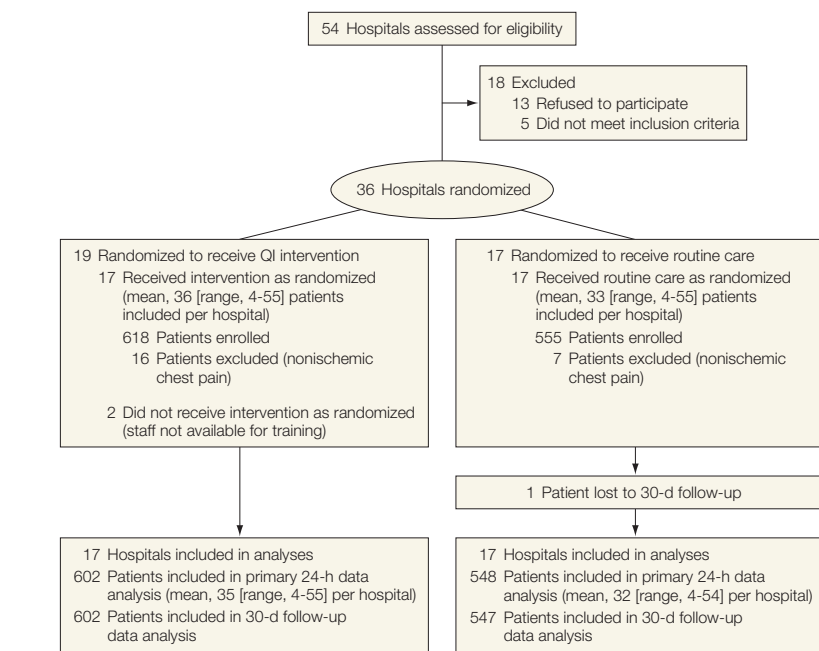 54 Hospitals assessed for eligibility
18 Excluded
13 Refused to participate
5 Did not meet inclusion criteria
36 Hospitals randomized
19 Randomized to receive QI intervention
17 Received intervention as randomized
(mean, 36 [range, 4-55] patients
included per hospital)
618 Patients enrolled
16 Patients excluded (nonischemic
chest pain)
2 Did not receive intervention as randomized
(staff not available for training)
17 Randomized to receive routine care
17 Received routine care as randomized
(mean, 33 [range, 4-55] patients
included per hospital)
555 Patients enrolled
7 Patients excluded (nonischemic
chest pain)
1 Patient lost to 30-d follow-up
17 Hospitals included in analyses
602 Patients included in primary 24-h data
analysis (mean, 35 [range, 4-55] per hospital)
602 Patients included in 30-d follow-up
data analysis
17 Hospitals included in analyses
548 Patients included in primary 24-h data
analysis (mean, 32 [range, 4-54] per hospital)
547 Patients included in 30-d follow-up
data analysis